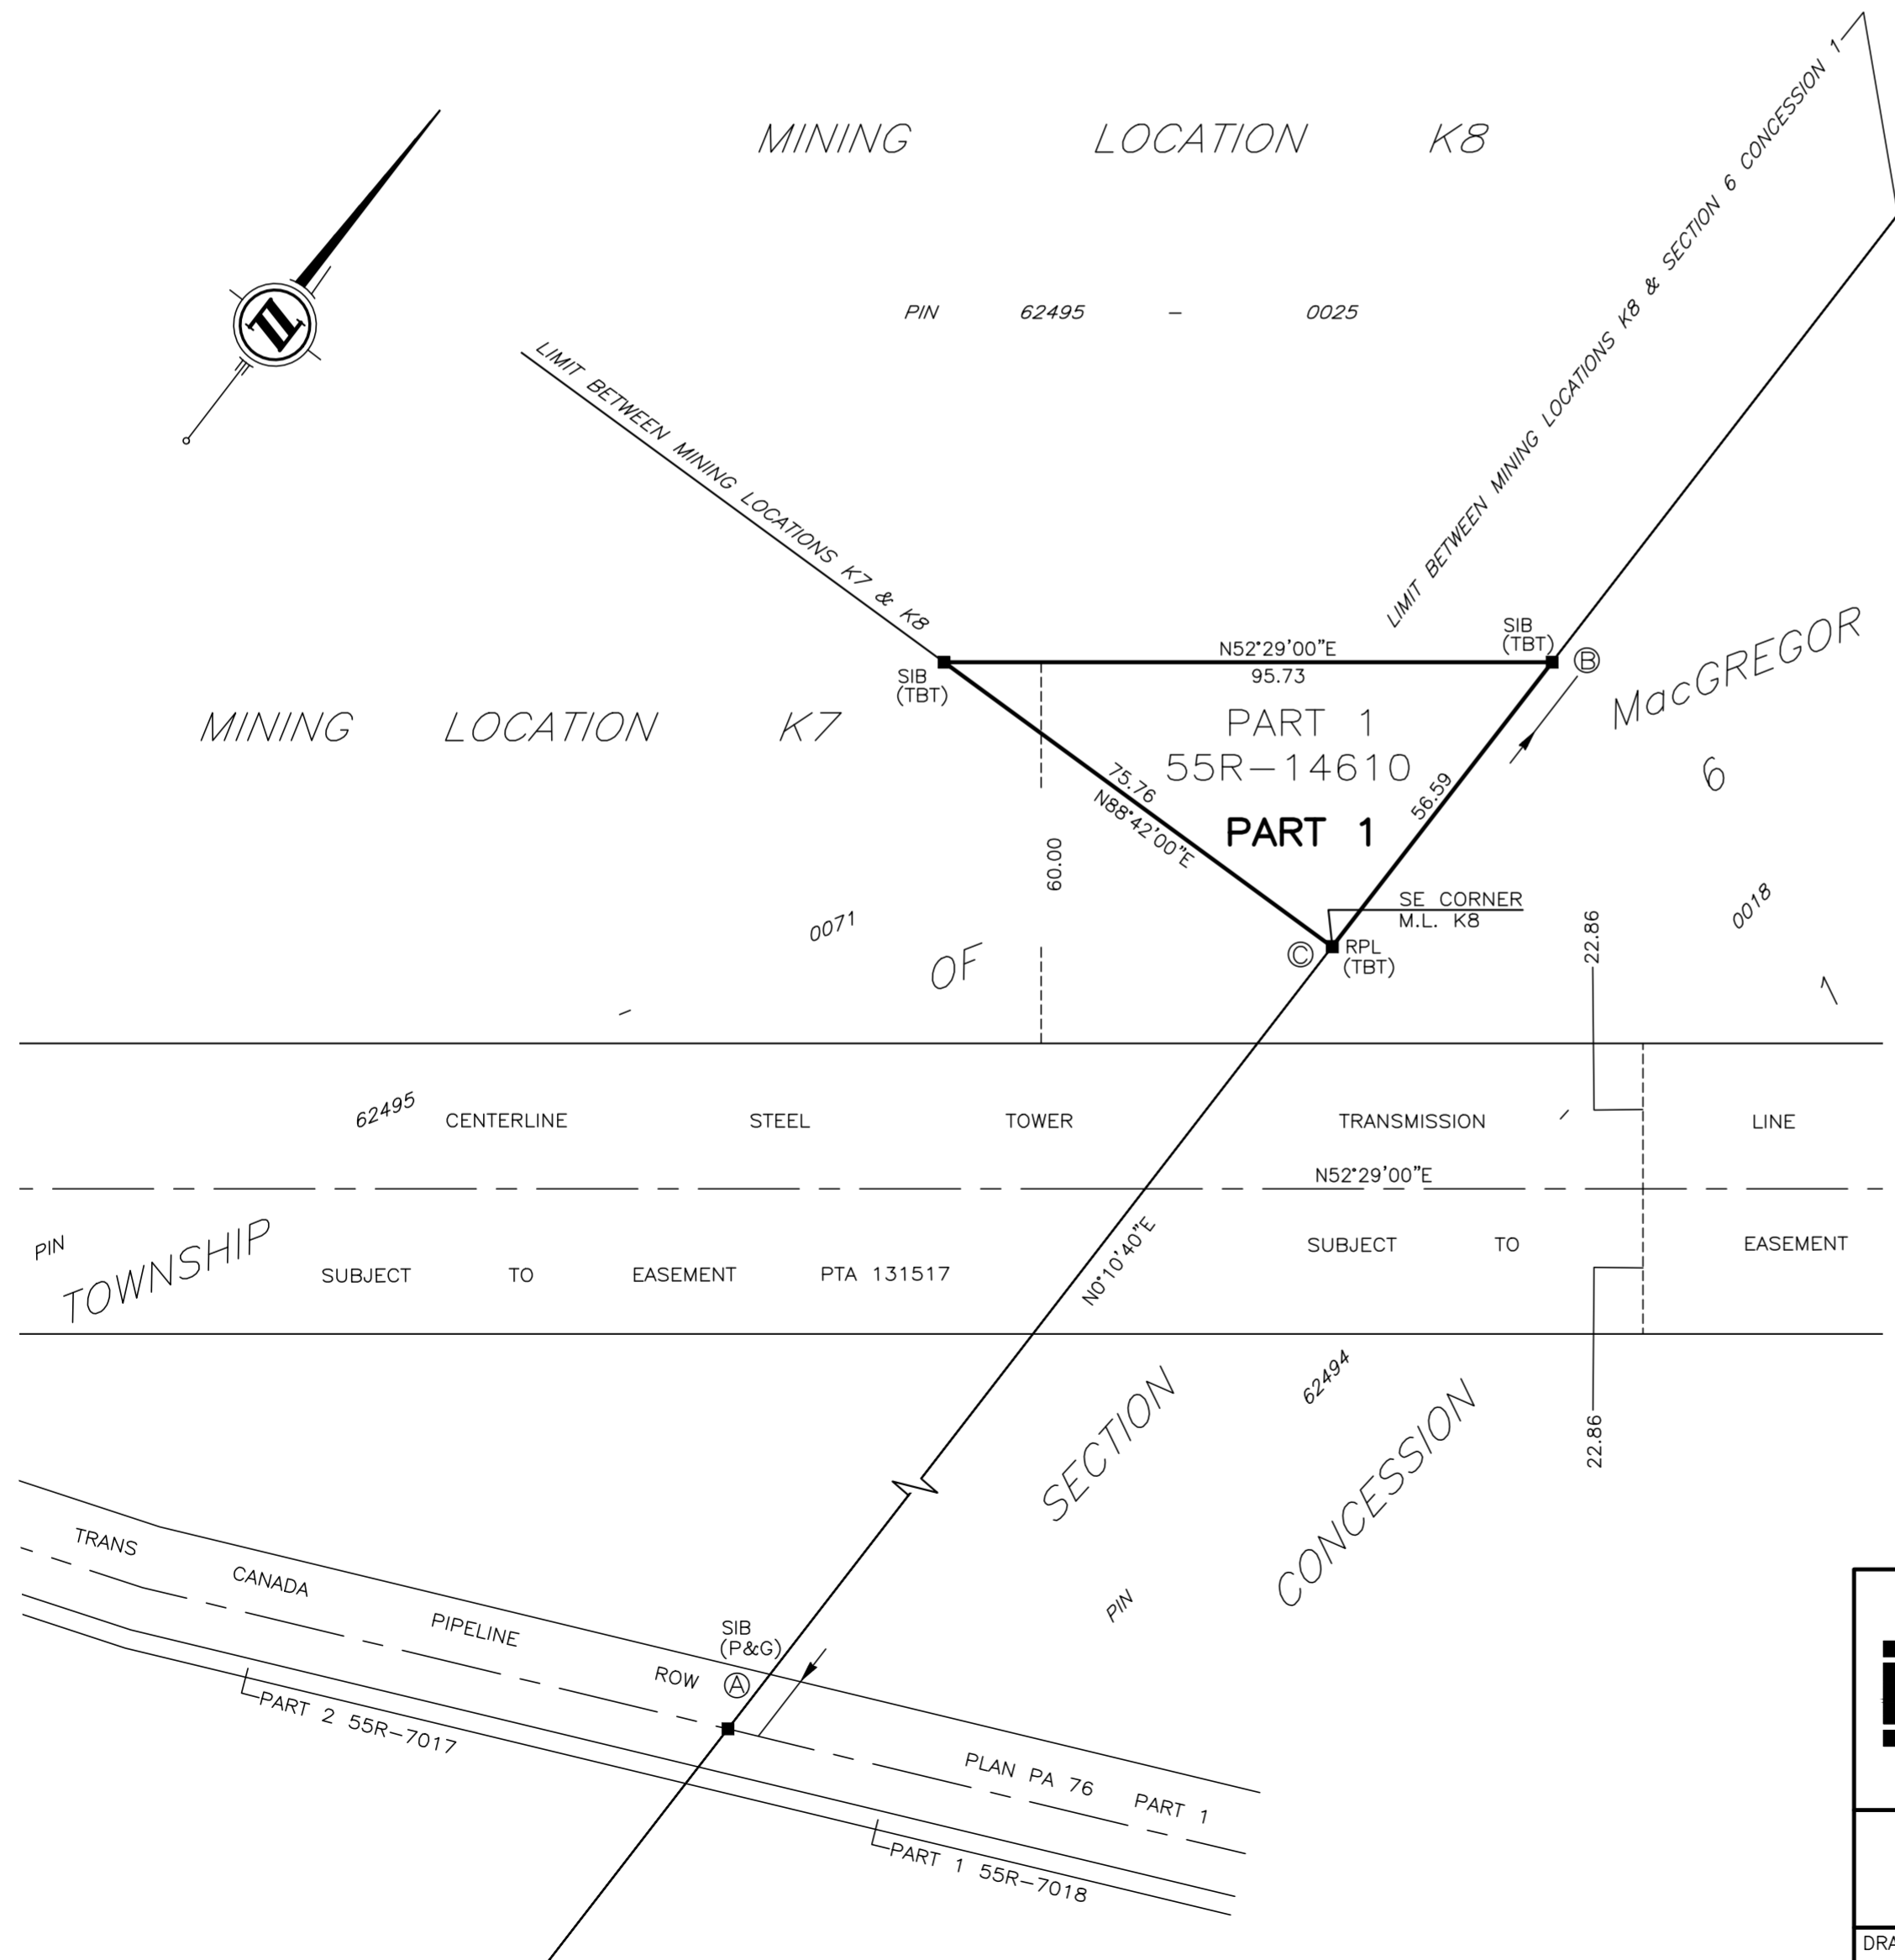 MINING LOCATION K8
PIN 62495 - 0025
LIMIT BETWEEN MINING LOCATIONS K8 & SECTION 6 CONCESSION 1
LIMIT BETWEEN MINING LOCATIONS K7 & K8
SIB
(TBT)
N52°29'00"E
95.73
SIB
(TBT)
B
MacGREGOR
MINING LOCATION K7
PART 1
55R-14610
PART 1
75.76
N88°42'00"E
56.59
6
60.00
SE CORNER
M.L. K8
C
RPL
(TBT)
0071
OF
-
22.86
0018
1
62495
CENTERLINE STEEL TOWER TRANSMISSION LINE
-
N52°29'00"E
PIN
TOWNSHIP
SUBJECT TO EASEMENT PTA 131517
N0°10'40"E
SUBJECT TO EASEMENT
22.86
SECTION
62494
CONCESSION
PIN
TRANS CANADA PIPELINE ROW
SIB
(P&G)
A
PART 2 55R-7017
PLAN PA 76 PART 1
PART 1 55R-7018